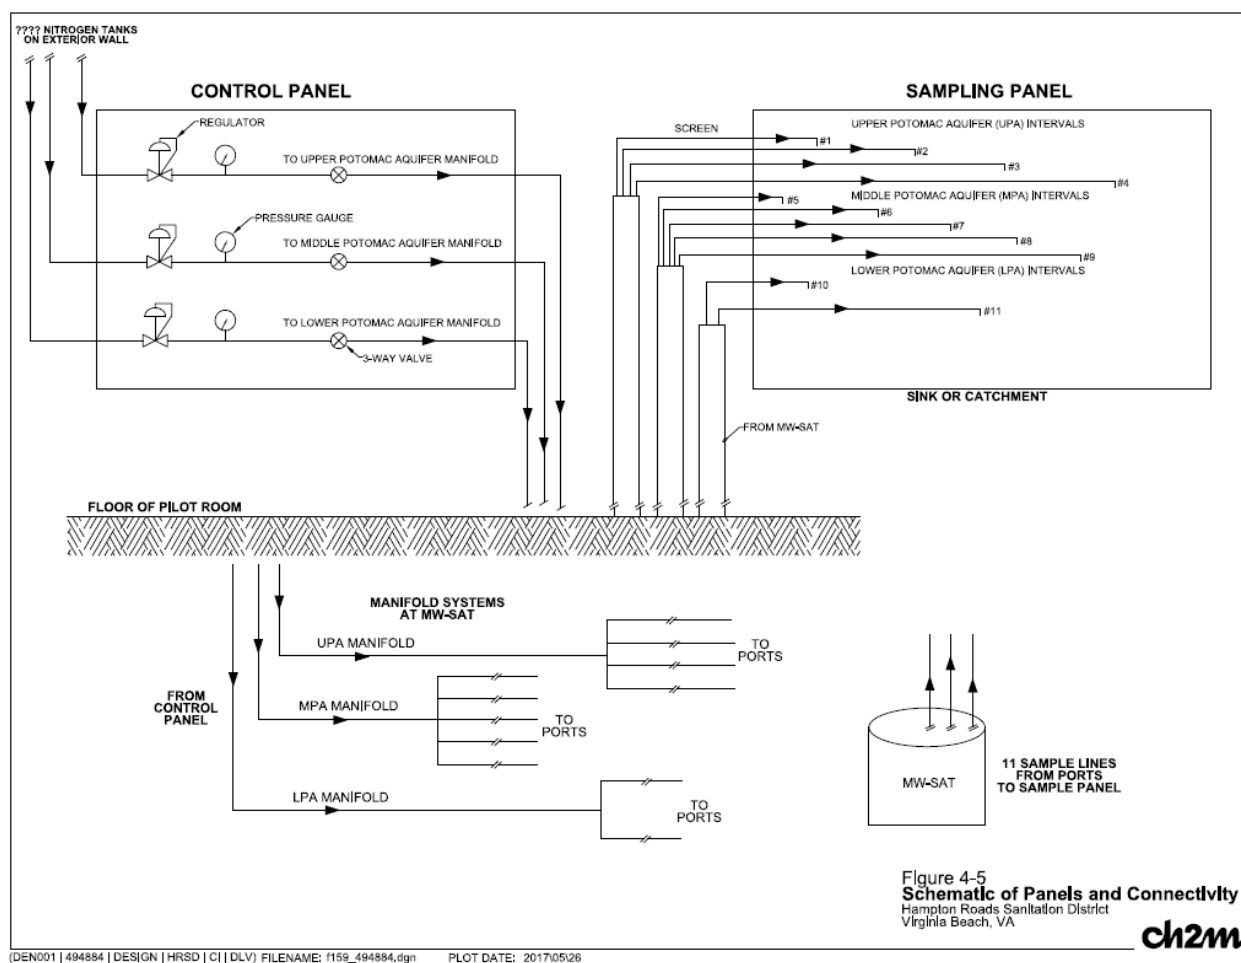 ???? NITROGEN TANKS
ON EXTERIOR WALL
CONTROL PANEL
REGULATOR
TO UPPER POTOMAC AQUIFER MANIFOLD
PRESSURE GAUGE
TO MIDDLE POTOMAC AQUIFER MANIFOLD
TO LOWER POTOMAC AQUIFER MANIFOLD
3-WAY VALVE
SAMPLING PANEL
UPPER POTOMAC AQUIFER (UPA) INTERVALS
SCREEN
#1
#2
#3
#4
MIDDLE POTOMAC AQUIFER (MPA) INTERVALS
#5
#6
#7
#8
#9
LOWER POTOMAC AQUIFER (LPA) INTERVALS
#10
#11
SINK OR CATCHMENT
FROM MW-SAT
FLOOR OF PILOT ROOM
MANIFOLD SYSTEMS
AT MW-SAT
UPA MANIFOLD
TO
PORTS
FROM
CONTROL
PANEL
MPA MANIFOLD
TO
PORTS
LPA MANIFOLD
TO
PORTS
MW-SAT
11 SAMPLE LINES
FROM PORTS
TO SAMPLE PANEL
Figure 4-5
Schematic of Panels and Connectivity
Hampton Roads Sanitation District
Virginia Beach, VA
ch2m
(DEN001 | 494884 | DESIGN | HRSD | CI | DLV) FILENAME: f159_494884.dgn PLOT DATE: 2017\05\26